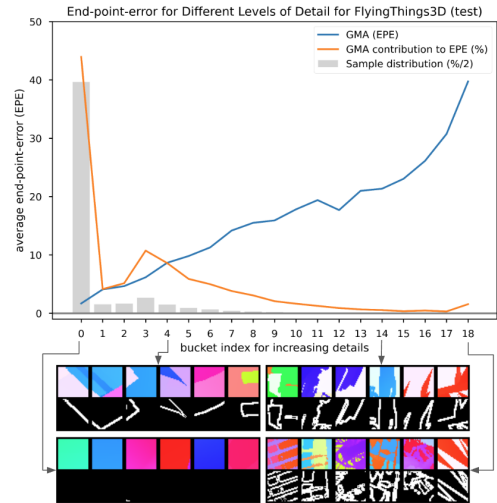 End-point-error for Different Levels of Detail for FlyingThings3D (test)
50
40
30
20
10
0
average end-point-error (EPE)
GMA (EPE)
GMA contribution to EPE (%)
Sample distribution (%/2)
0 1 2 3 4 5 6 7 8 9 10 11 12 13 14 15 16 17 18
bucket index for increasing details